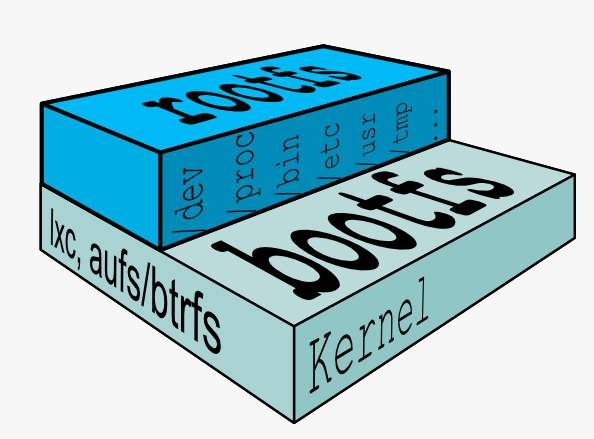 rootfs
/dev
/proc
/bin
/etc
/usr
/tmp
...
bootfs
lxc, aufs/btrfs
Kernel